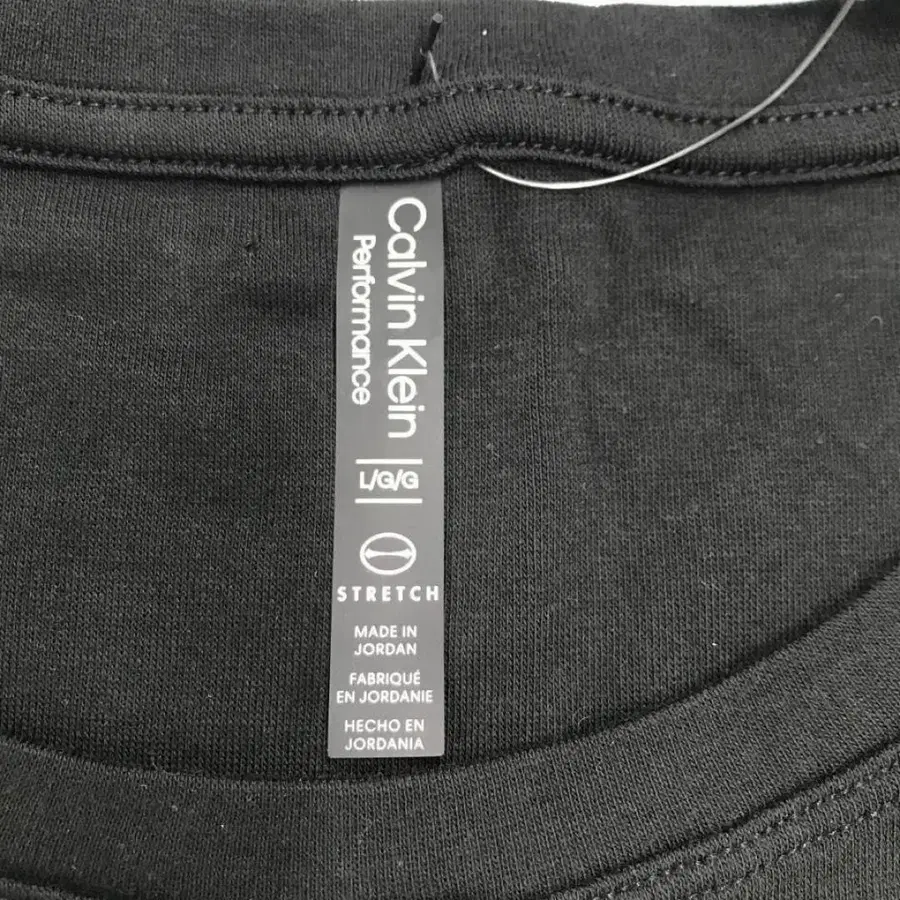 Calvin Klein
Performance
L/G/G
STRETCH
MADE IN
JORDAN
FABRIQUÉ
EN JORDANIE
HECHO EN
JORDANIA